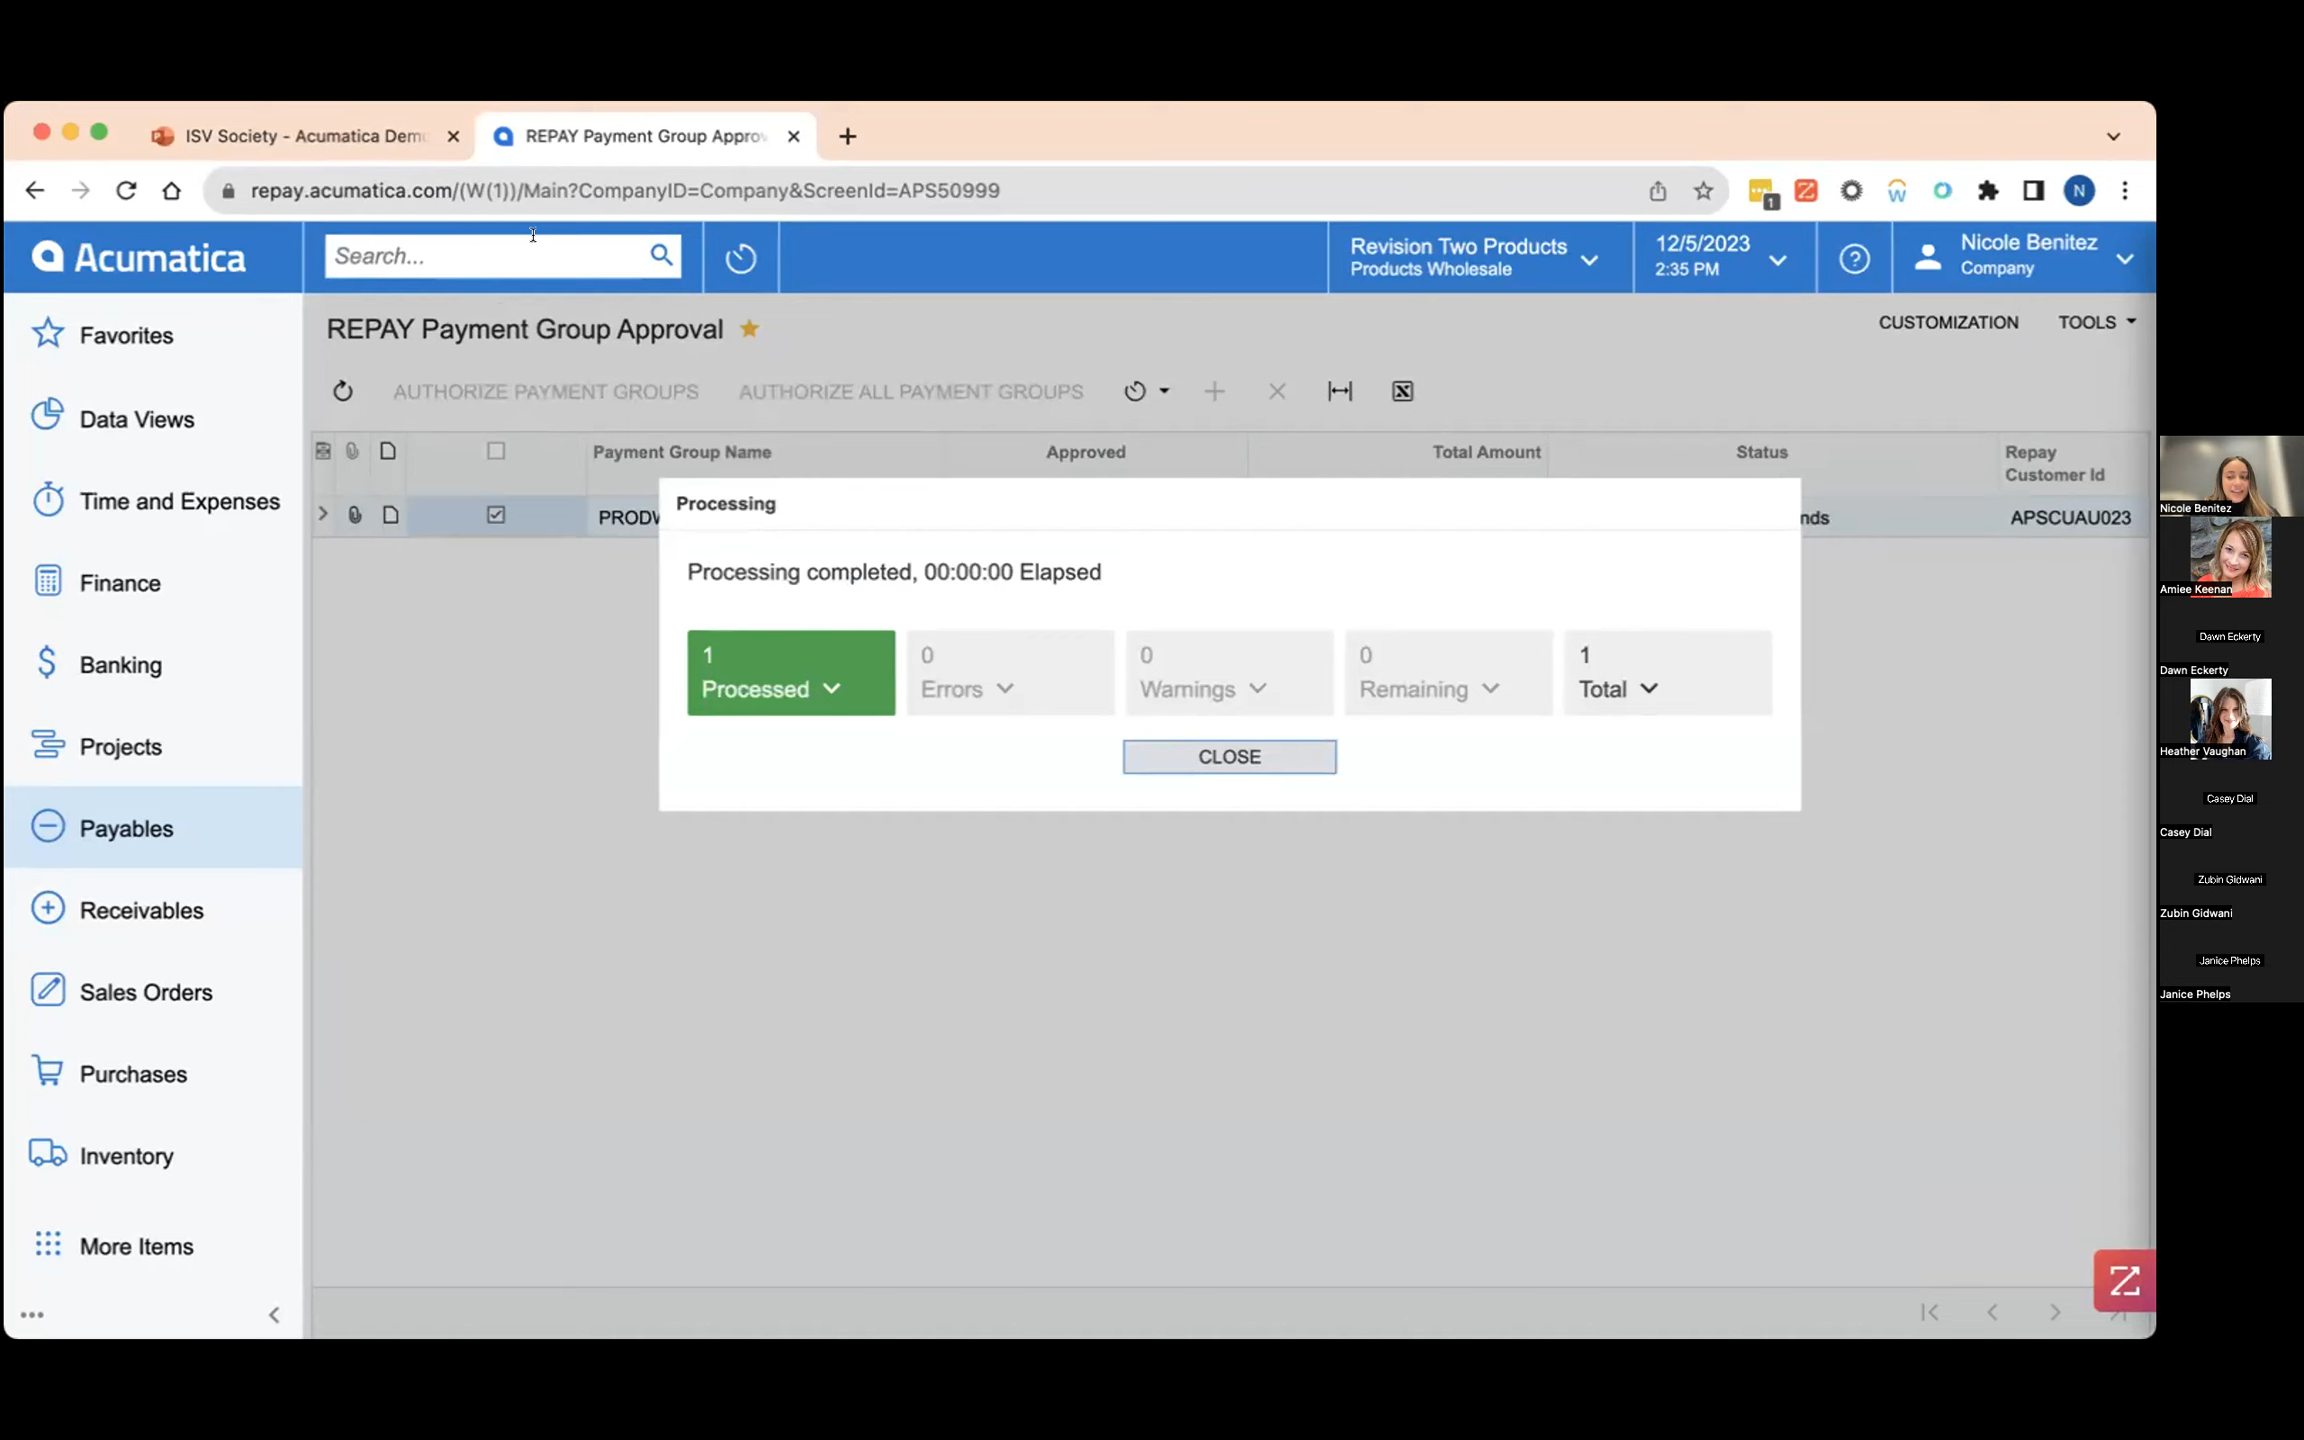 ISV Society - Acumatica Dem
REPAY Payment Group Approv
repay.acumatica.com/(W(1))/Main?CompanyID=Company&ScreenId=APS50999
1
N
Acumatica
Search...
Revision Two Products
Products Wholesale
12/5/2023
2:35 PM
Nicole Benitez
Company
Favorites
Data Views
Time and Expenses
Finance
Banking
Projects
Payables
Receivables
Sales Orders
Purchases
Inventory
More Items
REPAY Payment Group Approval
CUSTOMIZATION TOOLS
AUTHORIZE PAYMENT GROUPS AUTHORIZE ALL PAYMENT GROUPS
Payment Group Name Approved Total Amount Status Repay
Customer Id
PRODW nds APSCUAU023
Processing
Processing completed, 00:00:00 Elapsed
1 0 0 0 1
Processed Errors Warnings Remaining Total
CLOSE
Nicole Benitez
Amiee Keenan
Dawn Eckerty
Dawn Eckerty
Heather Vaughan
Casey Dial
Casey Dial
Zubin Gidwani
Zubin Gidwani
Janice Phelps
Janice Phelps